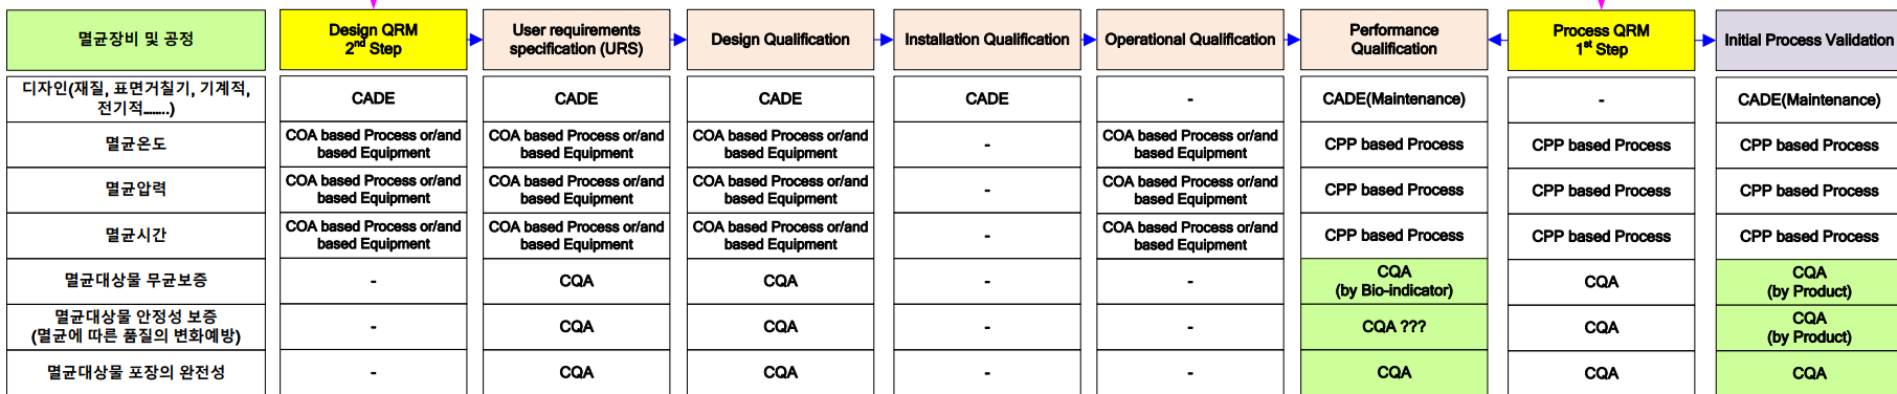 멸균장비 및 공정
Design QRM
2nd Step
User requirements
specification (URS)
Design Qualification
Installation Qualification
Operational Qualification
Performance
Qualification
Process QRM
1st Step
Initial Process Validation
디자인(재질, 표면거칠기, 기계적,
전기적.......)
CADE
CADE
CADE
CADE
-
CADE(Maintenance)
-
CADE(Maintenance)
멸균온도
COA based Process or/and
based Equipment
COA based Process or/and
based Equipment
COA based Process or/and
based Equipment
-
COA based Process or/and
based Equipment
CPP based Process
CPP based Process
CPP based Process
멸균압력
COA based Process or/and
based Equipment
COA based Process or/and
based Equipment
COA based Process or/and
based Equipment
-
COA based Process or/and
based Equipment
CPP based Process
CPP based Process
CPP based Process
멸균시간
COA based Process or/and
based Equipment
COA based Process or/and
based Equipment
COA based Process or/and
based Equipment
-
COA based Process or/and
based Equipment
CPP based Process
CPP based Process
CPP based Process
멸균대상물 무균보증
-
CQA
CQA
-
-
CQA
(by Bio-indicator)
CQA
CQA
(by Product)
멸균대상물 안정성 보증
(멸균에 따른 품질의 변화예방)
-
CQA
CQA
-
-
CQA ???
CQA
CQA
(by Product)
멸균대상물 포장의 완전성
-
CQA
CQA
-
-
CQA
CQA
CQA